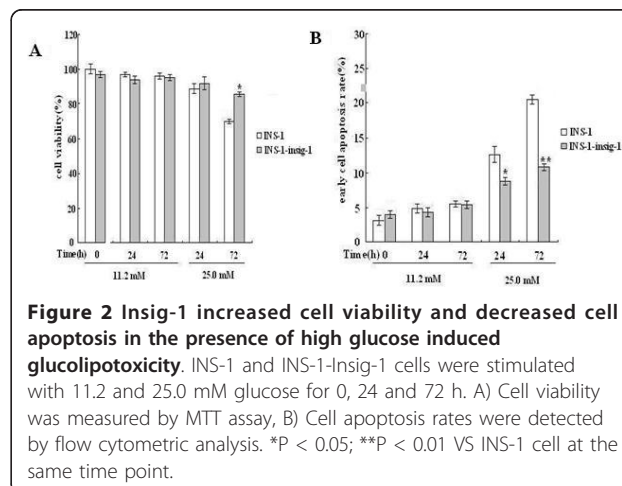 A
120
100
80
60
40
20
0
cell viability(%)
*
INS-1
INS-1-insig-1
Time(h) 0 24 72 24 72
11.2 mM 25.0 mM
B
30
25
20
15
10
5
0
early cell apoptosis rate(%)
* **
INS-1
INS-1-insig-1
Time(h) 0 24 72 24 72
11.2 mM 25.0 mM
Figure 2 Insig-1 increased cell viability and decreased cell
apoptosis in the presence of high glucose induced
glucolipotoxicity. INS-1 and INS-1-Insig-1 cells were stimulated
with 11.2 and 25.0 mM glucose for 0, 24 and 72 h. A) Cell viability
was measured by MTT assay, B) Cell apoptosis rates were detected
by flow cytometric analysis. *P < 0.05; **P < 0.01 VS INS-1 cell at the
same time point.